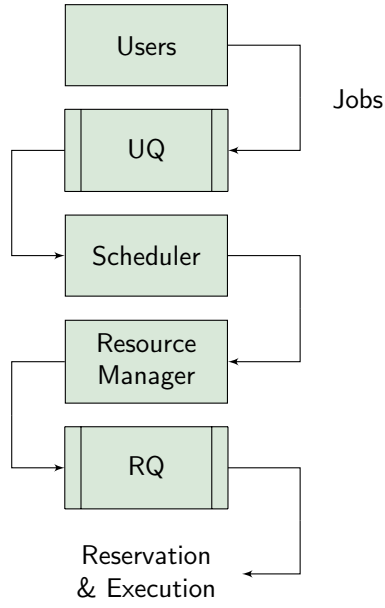 Users
Jobs
UQ
Scheduler
Resource
Manager
RQ
Reservation
& Execution